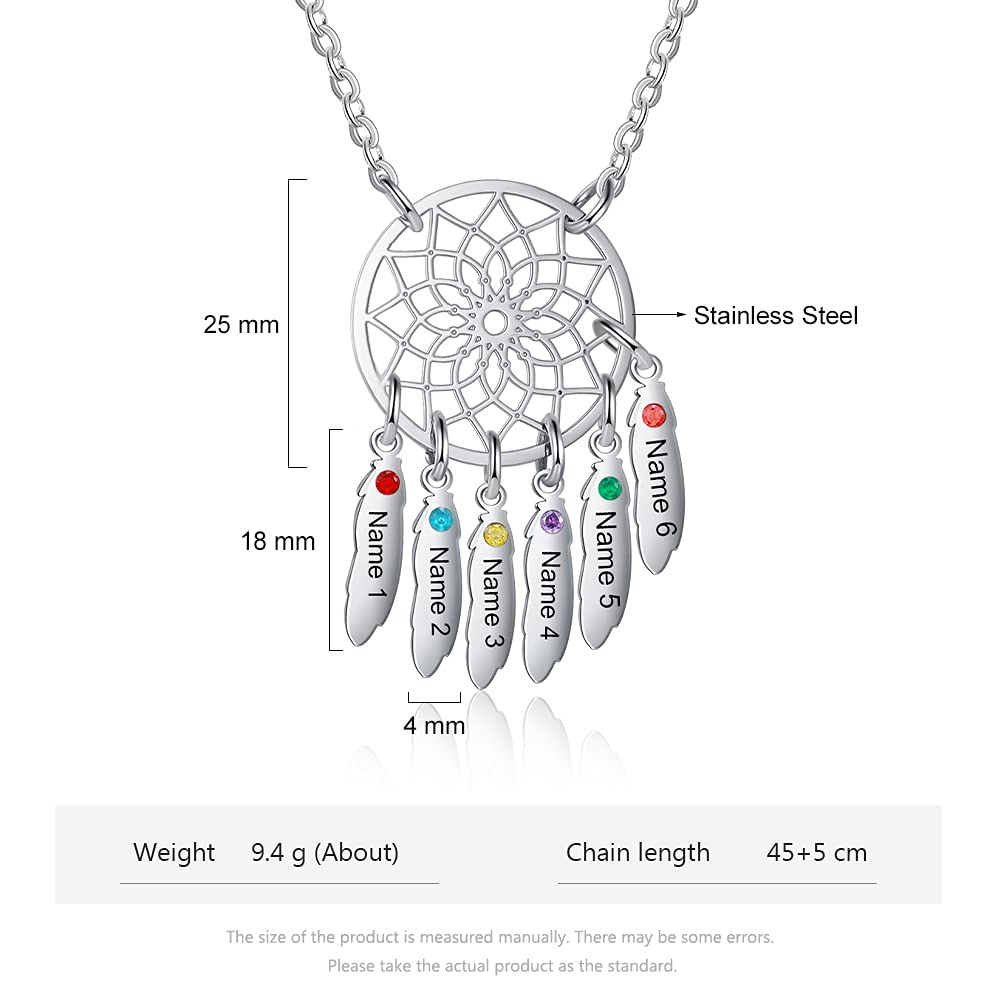 25 mm
Stainless Steel
18 mm
Name 1
Name 2
Name 3
Name 4
Name 5
Name 6
4 mm
Weight 9.4 g (About)
Chain length 45+5 cm
The size of the product is measured manually. There may be some errors.
Please take the actual product as the standard.